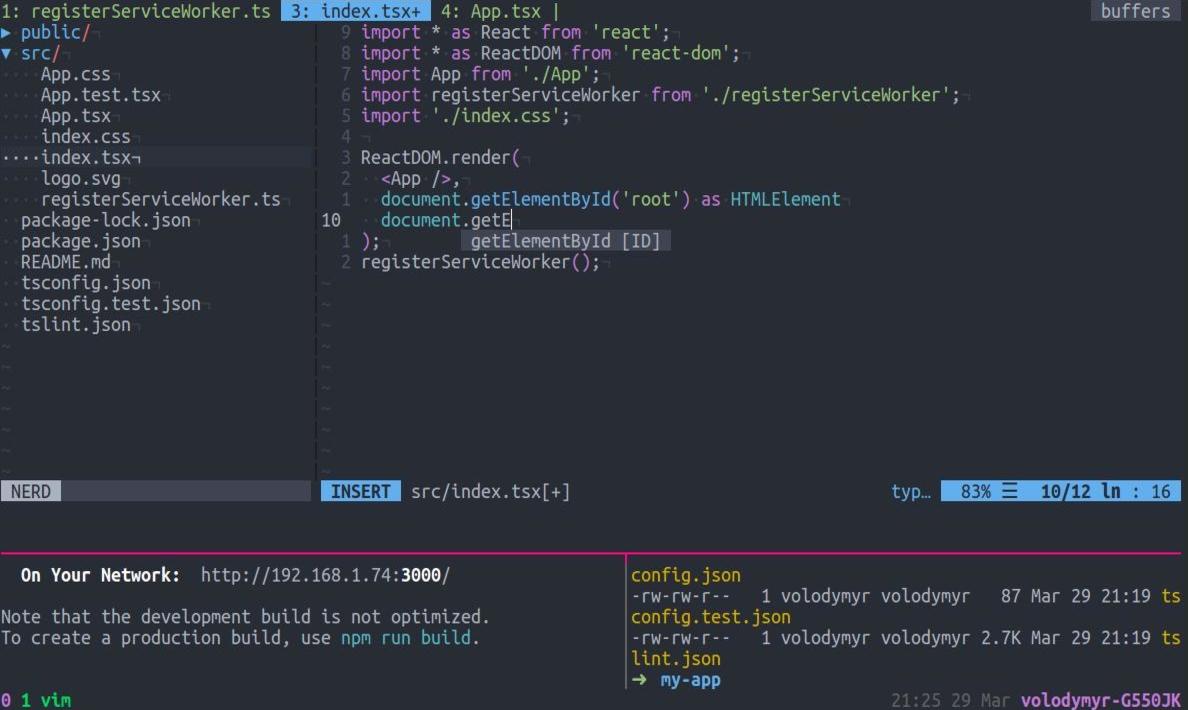 1: registerServiceWorker.ts  3: index.tsx+  4: App.tsx | buffers
▶ public/
▼ src/
App.css
App.test.tsx
App.tsx
index.css
index.tsx
logo.svg
registerServiceWorker.ts
package-lock.json
package.json
README.md
tsconfig.json
tsconfig.test.json
tslint.json
NERD
9 import * as React from 'react';
8 import * as ReactDOM from 'react-dom';
7 import App from './App';
6 import registerServiceWorker from './registerServiceWorker';
5 import './index.css';
4
3 ReactDOM.render(
2   <App />,
1   document.getElementById('root') as HTMLElement
10   document.getE
1 );  getElementById [ID]
2 registerServiceWorker();
INSERT src/index.tsx[+] typ… 83% ☰ 10/12 ln : 16
On Your Network:  http://192.168.1.74:3000/
Note that the development build is not optimized.
To create a production build, use npm run build.
config.json
-rw-rw-r--   1 volodymyr volodymyr   87 Mar 29 21:19 ts
config.test.json
-rw-rw-r--   1 volodymyr volodymyr 2.7K Mar 29 21:19 ts
lint.json
➜ my-app
0 1 vim 21:25 29 Mar volodymyr-G550JK